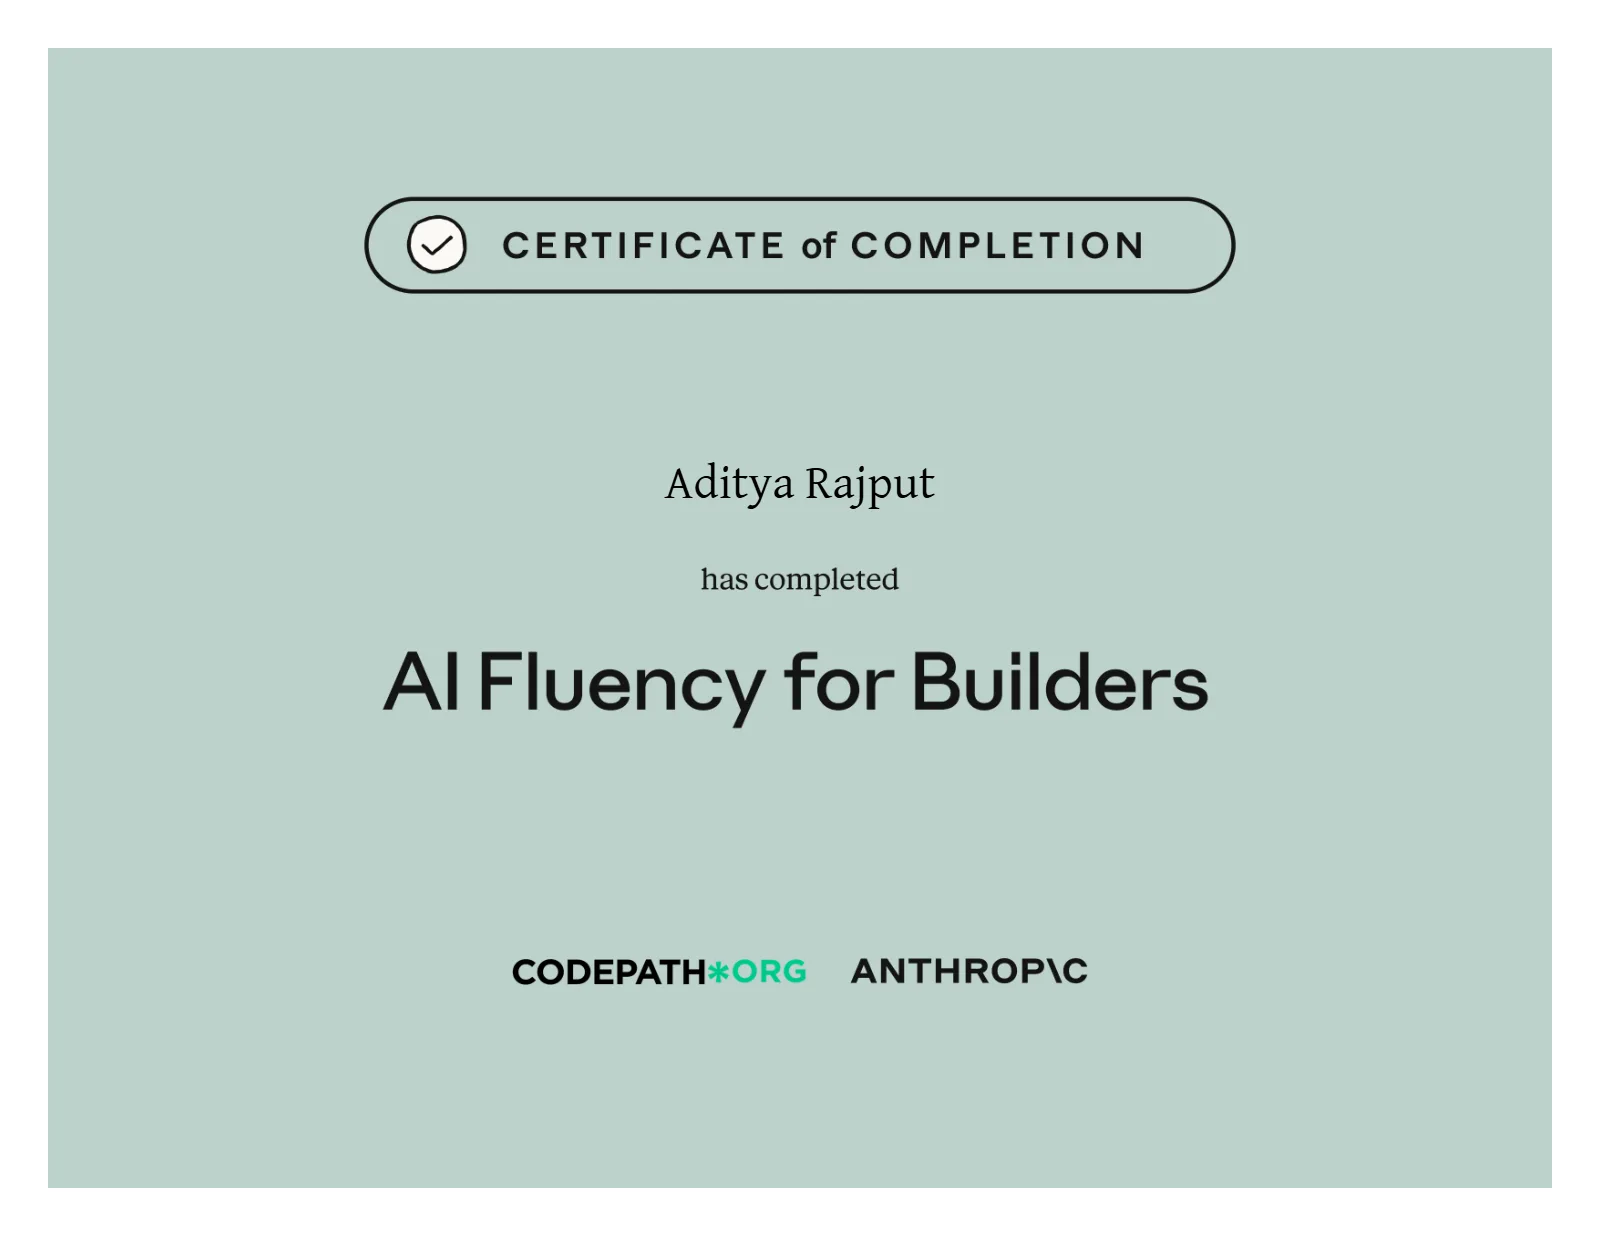 CERTIFICATE of COMPLETION
Aditya Rajput
has completed
AI Fluency for Builders
CODEPATH*ORG ANTHROP\C